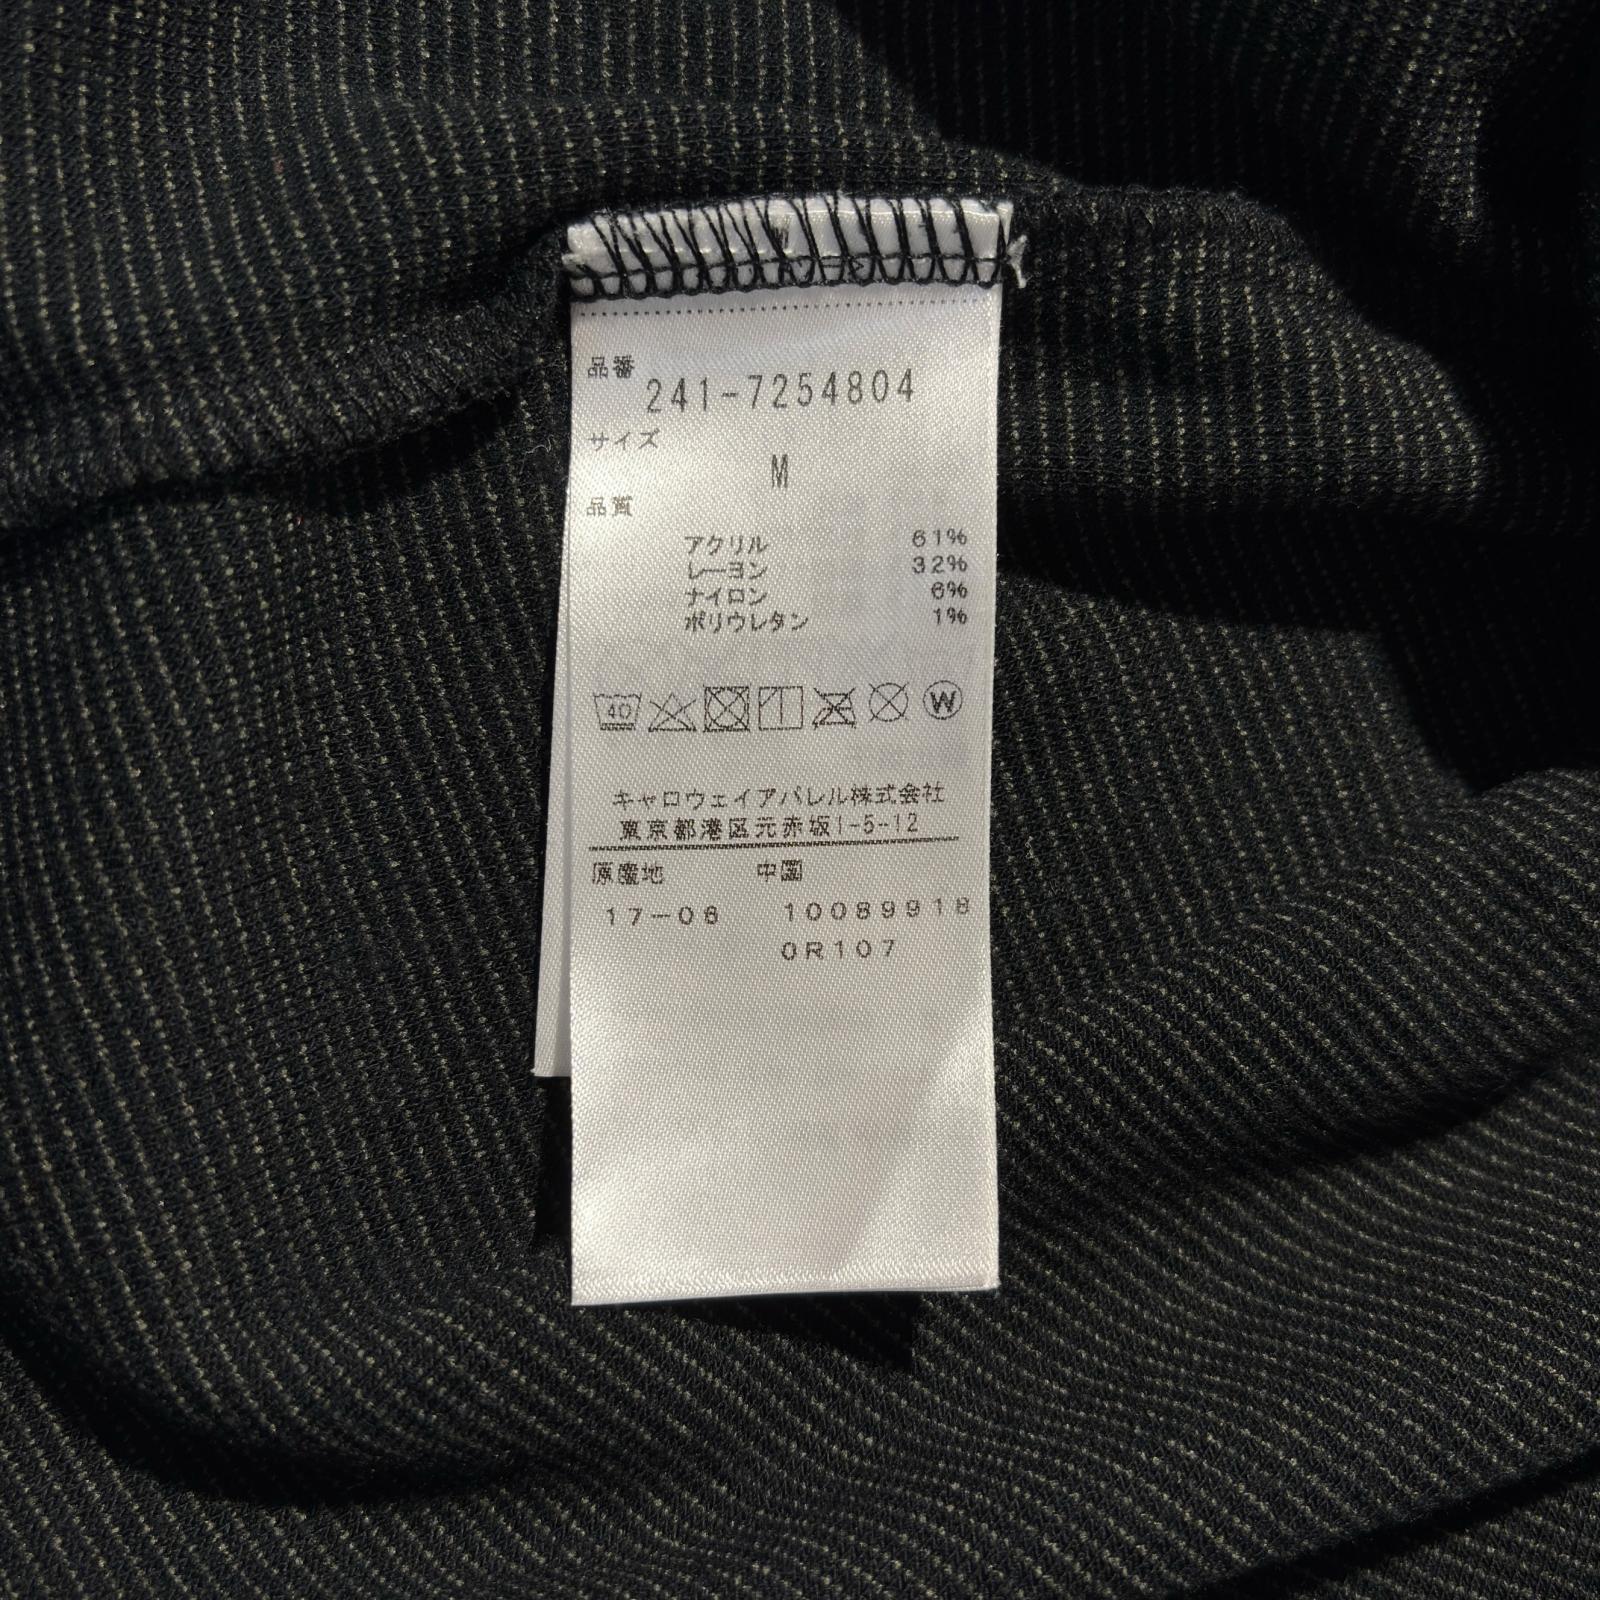 品番
241-7254804
サイズ
M
品質
アクリル 61%
レーヨン 32%
ナイロン 6%
ポリウレタン 1%
40 W
キャロウェイアパレル株式会社
東京都港区元赤坂1-5-12
原産地 中国
17-08 10089918
0R107